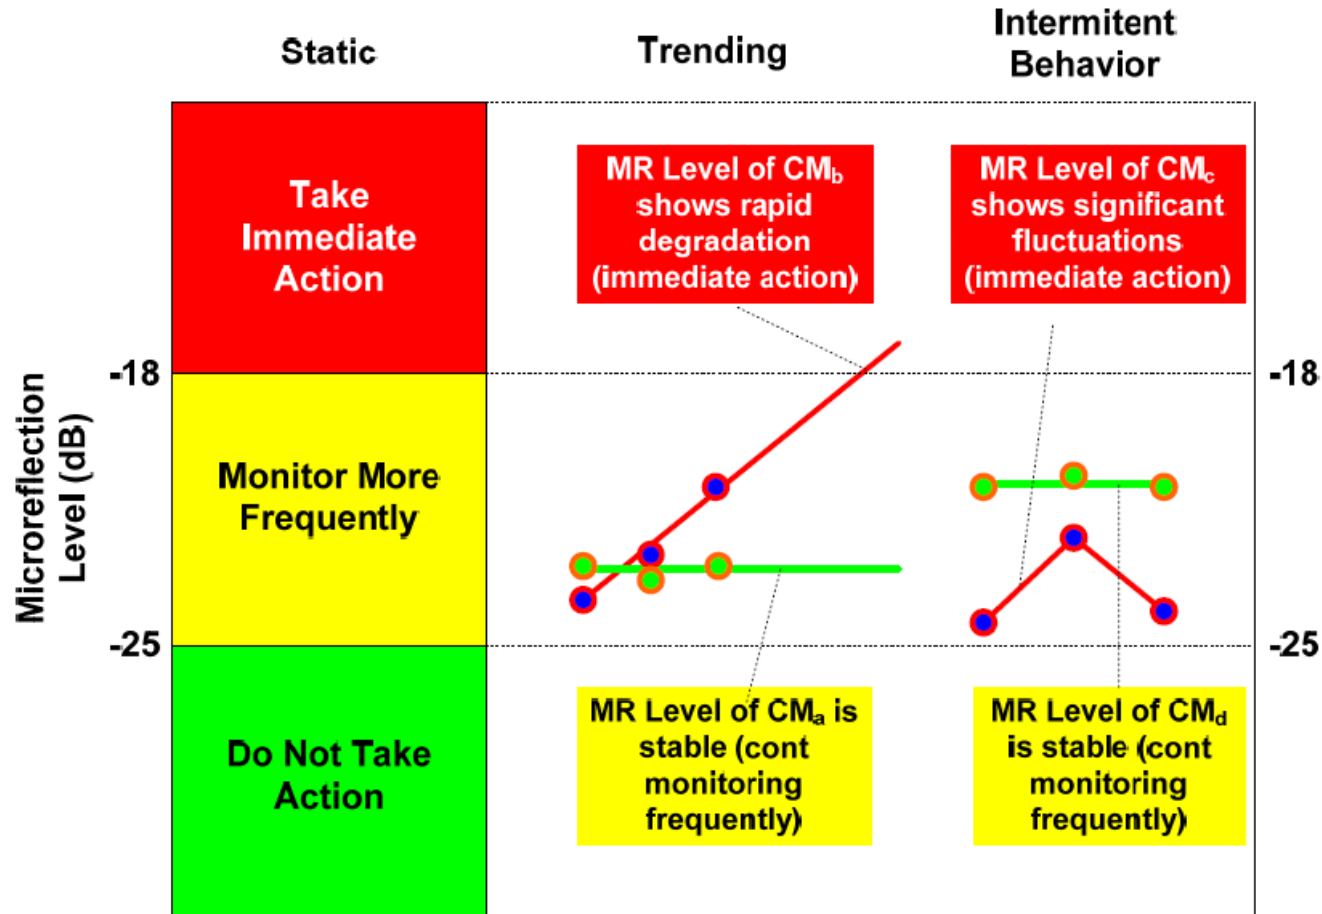 Static
Trending
Intermitent
Behavior
Take
Immediate
Action
MR Level of CMb
shows rapid
degradation
(immediate action)
MR Level of CMc
shows significant
fluctuations
(immediate action)
Microreflection
Level (dB)
-18
-18
Monitor More
Frequently
-25
-25
Do Not Take
Action
MR Level of CMa is
stable (cont
monitoring
frequently)
MR Level of CMd
is stable (cont
monitoring
frequently)